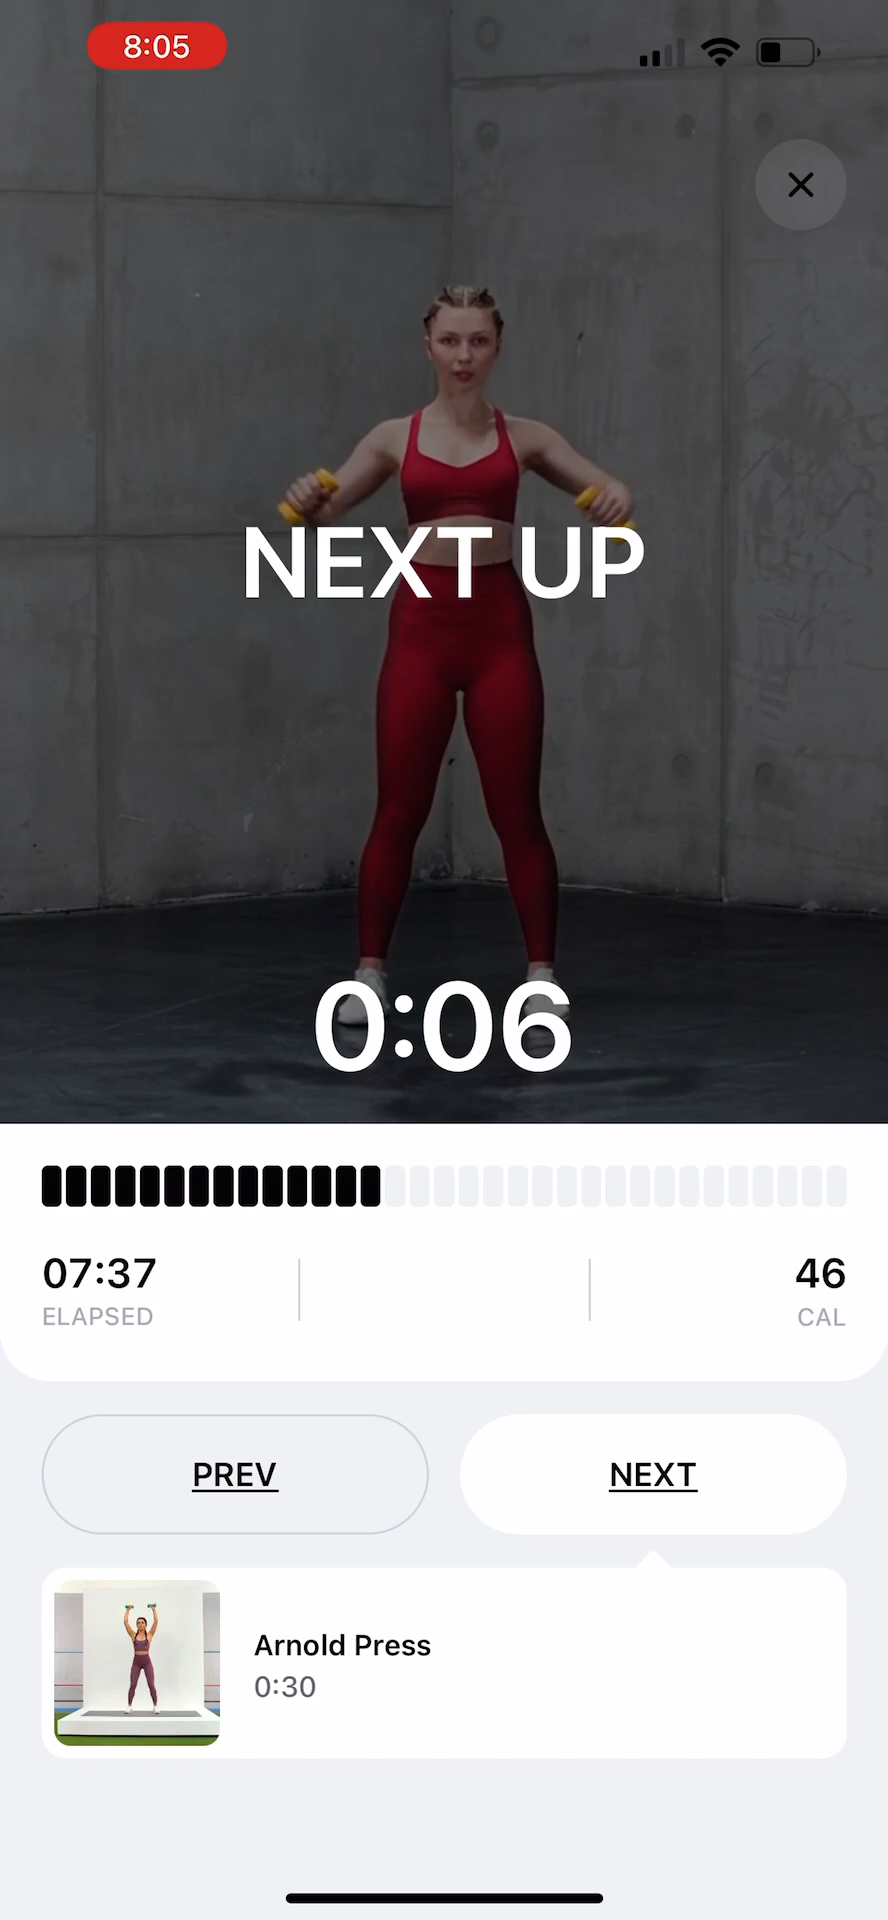 8:05
NEXT UP
0:06
07:37
ELAPSED
46
CAL
PREV
NEXT
Arnold Press
0:30